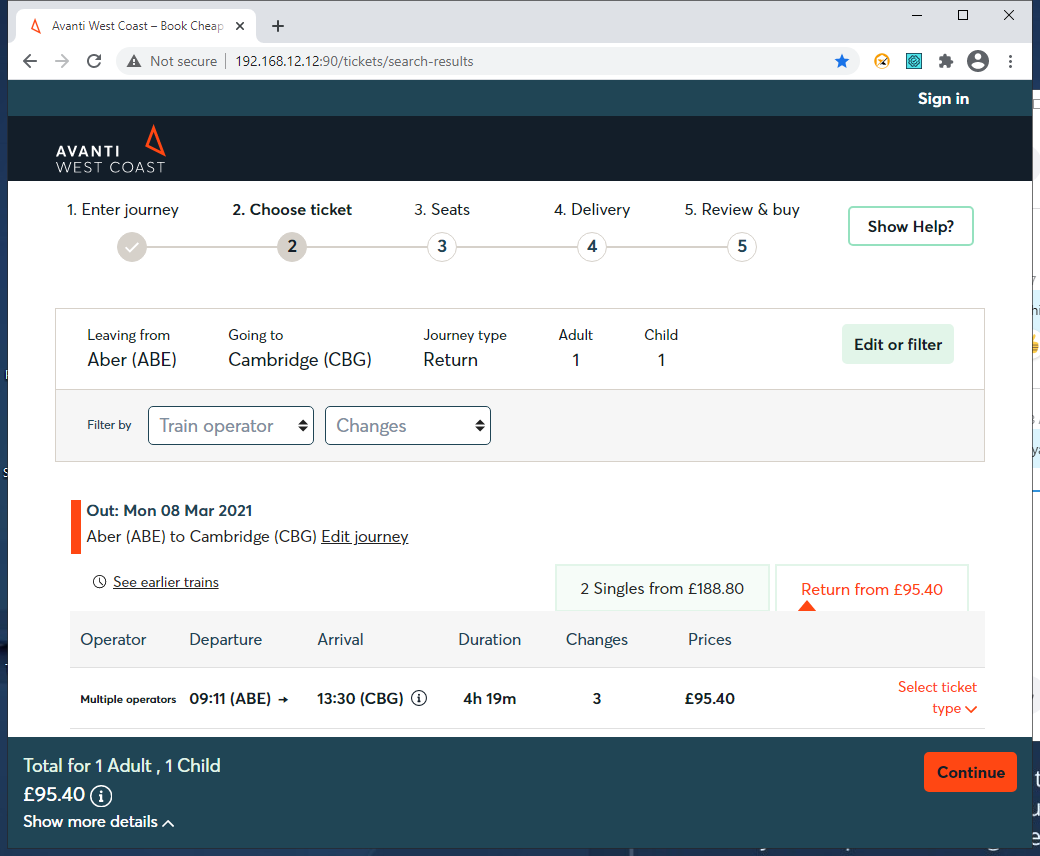 Avanti West Coast – Book Cheap
Not secure 192.168.12.12:90/tickets/search-results
Sign in
AVANTI
WEST COAST
1. Enter journey 2. Choose ticket 3. Seats 4. Delivery 5. Review & buy
Show Help?
2 3 4 5
Leaving from Going to Journey type Adult Child
Aber (ABE) Cambridge (CBG) Return 1 1
Edit or filter
Filter by Train operator Changes
Out: Mon 08 Mar 2021
Aber (ABE) to Cambridge (CBG) Edit journey
See earlier trains
2 Singles from £188.80 Return from £95.40
Operator Departure Arrival Duration Changes Prices
Multiple operators 09:11 (ABE) → 13:30 (CBG) 4h 19m 3 £95.40
Select ticket
type
Total for 1 Adult , 1 Child
£95.40
Show more details
Continue